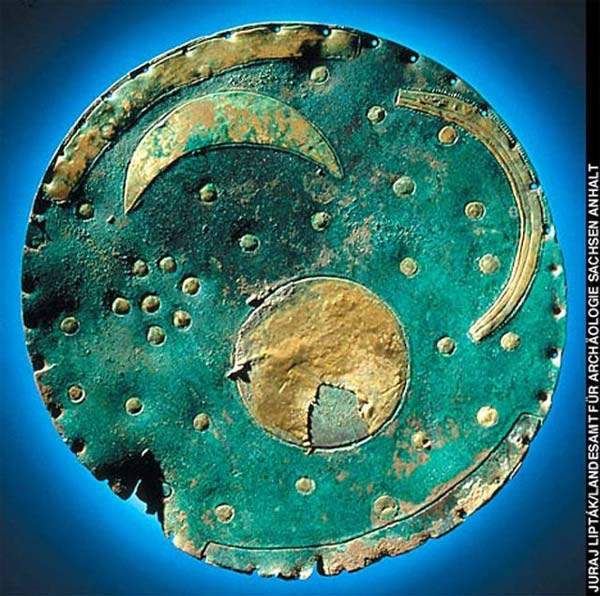 JURAJ LIPTÁK/LANDESAMT FÜR ARCHÄOLOGIE SACHSEN ANHALT